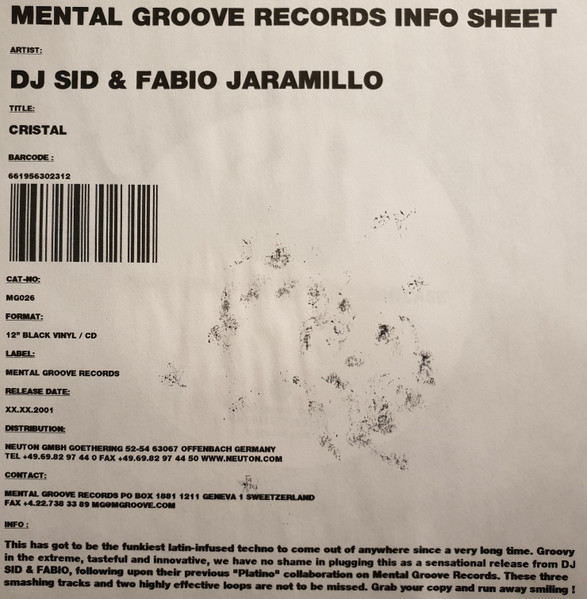 MENTAL GROOVE RECORDS INFO SHEET
ARTIST:
DJ SID & FABIO JARAMILLO
TITLE:
CRISTAL
BARCODE :
661956302312
CAT-NO:
MG026
FORMAT:
12" BLACK VINYL / CD
LABEL:
MENTAL GROOVE RECORDS
RELEASE DATE:
XX.XX.2001
DISTRIBUTION:
NEUTON GMBH GOETHERING 52-54 63067 OFFENBACH GERMANY
TEL +49.69.82 97 44 0 FAX +49.69.82 97 44 50 WWW.NEUTON.COM
CONTACT:
MENTAL GROOVE RECORDS PO BOX 1881 1211 GENEVA 1 SWEETZERLAND
FAX +4.22.738 33 89 MG@MGROOVE.COM
INFO :
This has got to be the funkiest latin-infused techno to come out of anywhere since a very long time. Groovy
in the extreme, tasteful and innovative, we have no shame in plugging this as a sensational release from DJ
SID & FABIO, following upon their previous "Platino" collaboration on Mental Groove Records. These three
smashing tracks and two highly effective loops are not to be missed. Grab your copy and run away smiling !